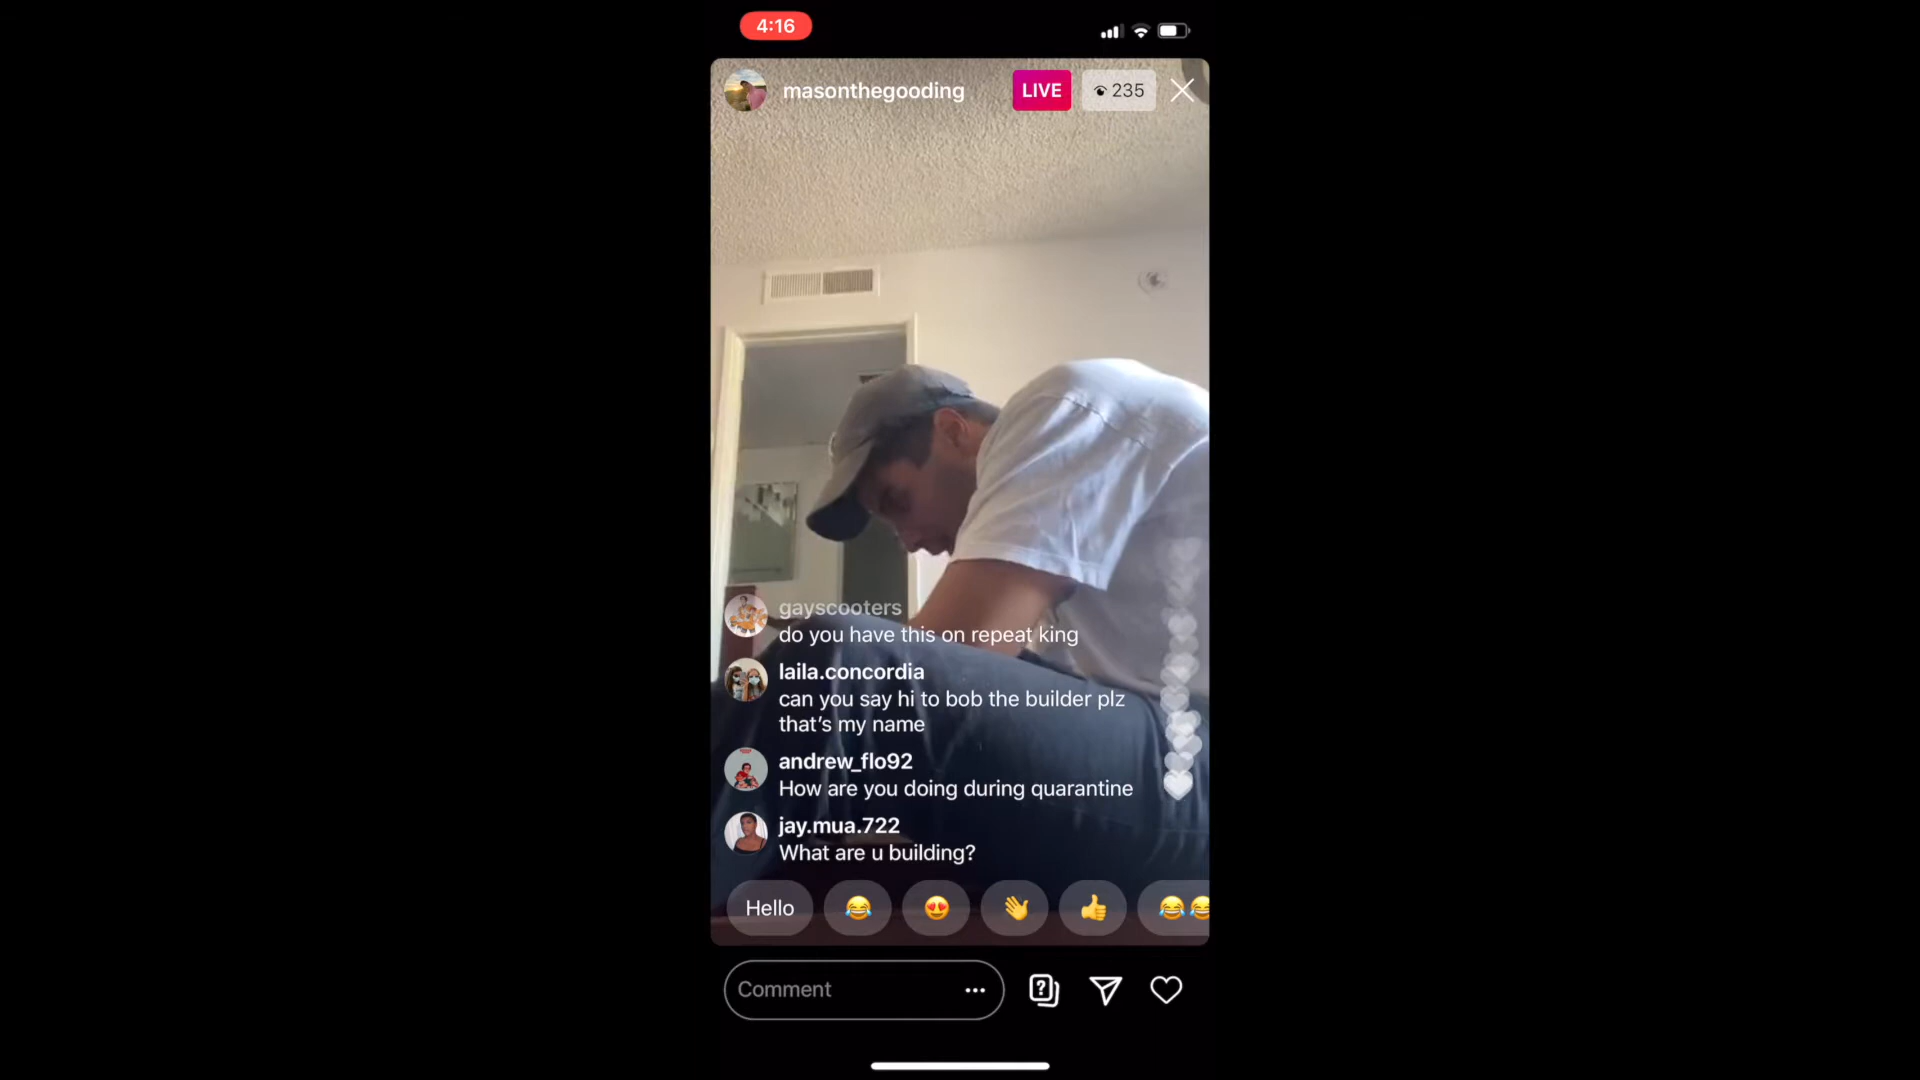 4:16
masonthegooding
LIVE
235
gayscooters
do you have this on repeat king
laila.concordia
can you say hi to bob the builder plz
that's my name
andrew_flo92
How are you doing during quarantine
jay.mua.722
What are u building?
Hello
Comment